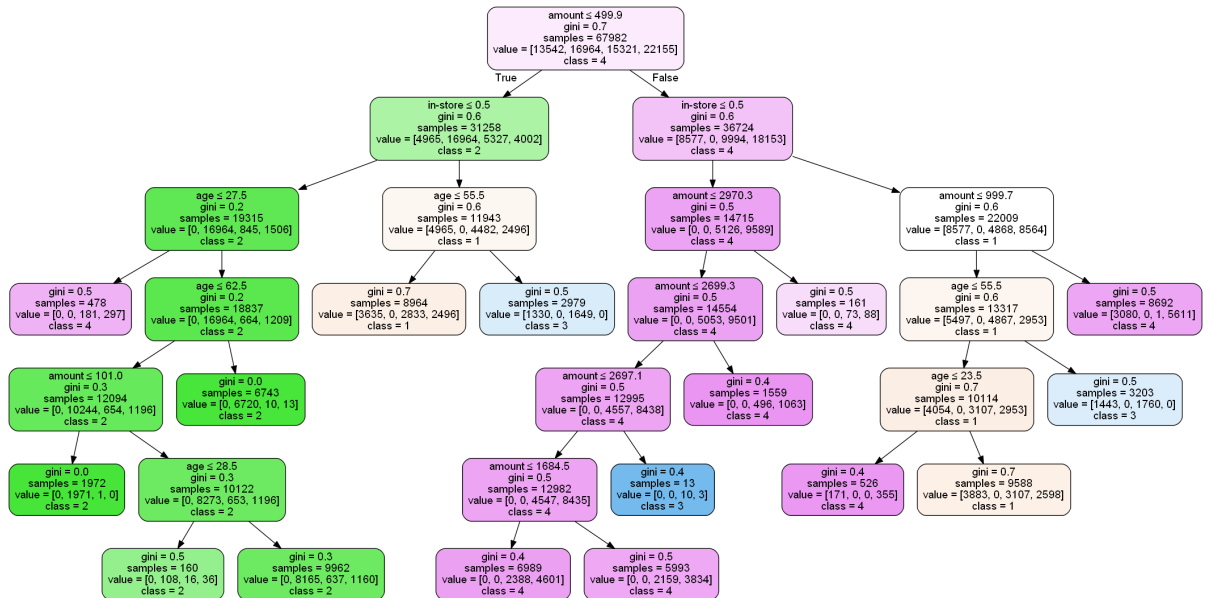 amount ≤ 499.9
gini = 0.7
samples = 67982
value = [13542, 16964, 15321, 22155]
class = 4
True
False
in-store ≤ 0.5
gini = 0.6
samples = 31258
value = [4965, 16964, 5327, 4002]
class = 2
in-store ≤ 0.5
gini = 0.6
samples = 36724
value = [8577, 0, 9994, 18153]
class = 4
age ≤ 27.5
gini = 0.2
samples = 19315
value = [0, 16964, 845, 1506]
class = 2
age ≤ 55.5
gini = 0.6
samples = 11943
value = [4965, 0, 4482, 2496]
class = 1
amount ≤ 2970.3
gini = 0.5
samples = 14715
value = [0, 0, 5126, 9589]
class = 4
amount ≤ 999.7
gini = 0.6
samples = 22009
value = [8577, 0, 4868, 8564]
class = 1
gini = 0.5
samples = 478
value = [0, 0, 181, 297]
class = 4
age ≤ 62.5
gini = 0.2
samples = 18837
value = [0, 16964, 664, 1209]
class = 2
gini = 0.7
samples = 8964
value = [3635, 0, 2833, 2496]
class = 1
gini = 0.5
samples = 2979
value = [1330, 0, 1649, 0]
class = 3
amount ≤ 2699.3
gini = 0.5
samples = 14554
value = [0, 0, 5053, 9501]
class = 4
gini = 0.5
samples = 161
value = [0, 0, 73, 88]
class = 4
age ≤ 55.5
gini = 0.6
samples = 13317
value = [5497, 0, 4867, 2953]
class = 1
gini = 0.5
samples = 8692
value = [3080, 0, 1, 5611]
class = 4
amount ≤ 101.0
gini = 0.3
samples = 12094
value = [0, 10244, 654, 1196]
class = 2
gini = 0.0
samples = 6743
value = [0, 6720, 10, 13]
class = 2
amount ≤ 2697.1
gini = 0.5
samples = 12995
value = [0, 0, 4557, 8438]
class = 4
gini = 0.4
samples = 1559
value = [0, 0, 496, 1063]
class = 4
age ≤ 23.5
gini = 0.7
samples = 10114
value = [4054, 0, 3107, 2953]
class = 1
gini = 0.5
samples = 3203
value = [1443, 0, 1760, 0]
class = 3
gini = 0.0
samples = 1972
value = [0, 1971, 1, 0]
class = 2
age ≤ 28.5
gini = 0.3
samples = 10122
value = [0, 8273, 653, 1196]
class = 2
amount ≤ 1684.5
gini = 0.5
samples = 12982
value = [0, 0, 4547, 8435]
class = 4
gini = 0.4
samples = 13
value = [0, 0, 10, 3]
class = 3
gini = 0.4
samples = 526
value = [171, 0, 0, 355]
class = 4
gini = 0.7
samples = 9588
value = [3883, 0, 3107, 2598]
class = 1
gini = 0.5
samples = 160
value = [0, 108, 16, 36]
class = 2
gini = 0.3
samples = 9962
value = [0, 8165, 637, 1160]
class = 2
gini = 0.4
samples = 6989
value = [0, 0, 2388, 4601]
class = 4
gini = 0.5
samples = 5993
value = [0, 0, 2159, 3834]
class = 4